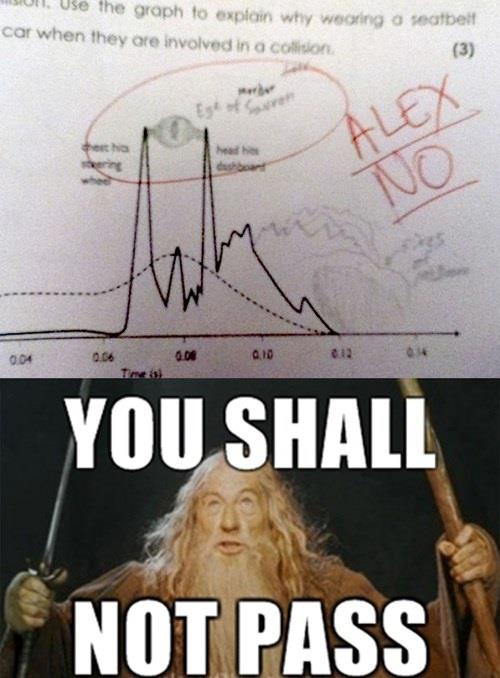 Use the graph to explain why wearing a seatbelt
car when they are involved in a collision.
(3)
Eye of Sauron
ALEX
NO
chest hits
steering
wheel
head hits
dashboard
0.04
0.06
0.08
0.10
0.12
0.14
Time (s)
YOU SHALL
NOT PASS